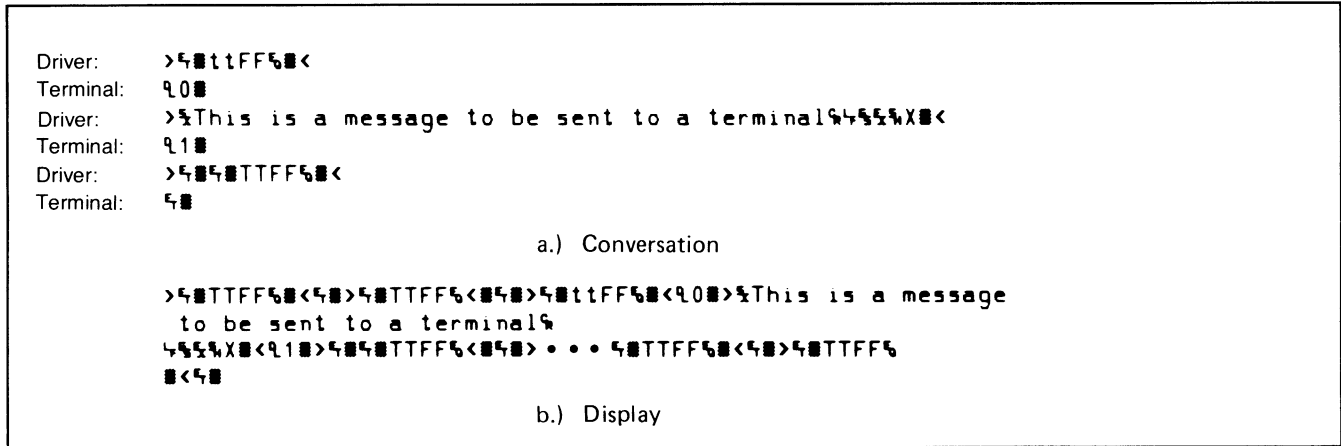 Driver: >␄▒ttFF␅▒<
Terminal: ␐0▒
Driver: >␂This is a message to be sent to a terminal␍␊X▒<
Terminal: ␐1▒
Driver: >␄▒␄▒TTFF␅▒<
Terminal: ␄▒
a.) Conversation
>␄▒TTFF␅▒<␄▒>␄▒TTFF␅<▒␄▒>␄▒ttFF␅▒<␐0▒>␂This is a message
to be sent to a terminal␍
␊X▒<␐1▒>␄▒␄▒TTFF␅<▒␄▒> • • • ␄▒TTFF␅▒<␄▒>␄▒TTFF␅
▒<␄▒
b.) Display